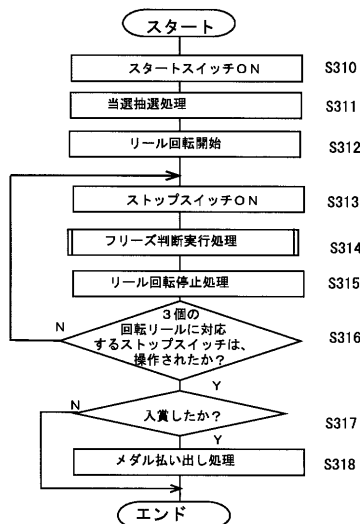 スタート
スタートスイッチON S310
当選抽選処理 S311
リール回転開始 S312
ストップスイッチON S313
フリーズ判断実行処理 S314
リール回転停止処理 S315
3個の
回転リールに対応
するストップスイッチは、
操作されたか? S316
N
Y
入賞したか? S317
N
Y
メダル払い出し処理 S318
エンド